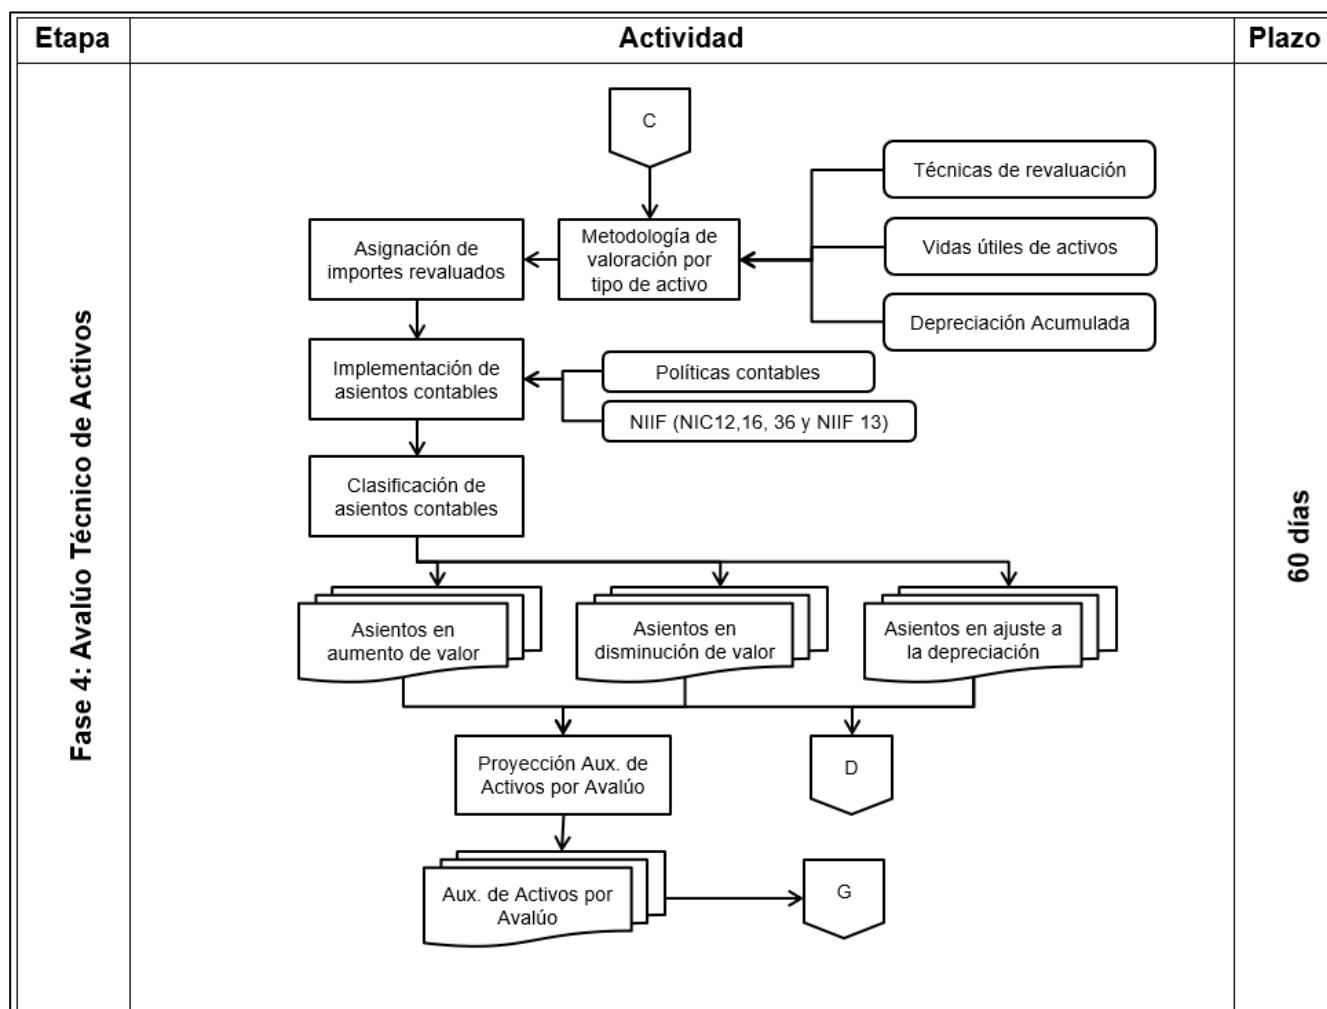 Etapa
Actividad
Plazo
Fase 4: Avalúo Técnico de Activos
C
Técnicas de revaluación
Asignación de
importes revaluados
Metodología de
valoración por
tipo de activo
Vidas útiles de activos
Depreciación Acumulada
Implementación de
asientos contables
Políticas contables
NIIF (NIC12,16, 36 y NIIF 13)
Clasificación de
asientos contables
Asientos en
aumento de valor
Asientos en
disminución de valor
Asientos en ajuste a
la depreciación
Proyección Aux. de
Activos por Avalúo
D
Aux. de Activos por
Avalúo
G
60 días